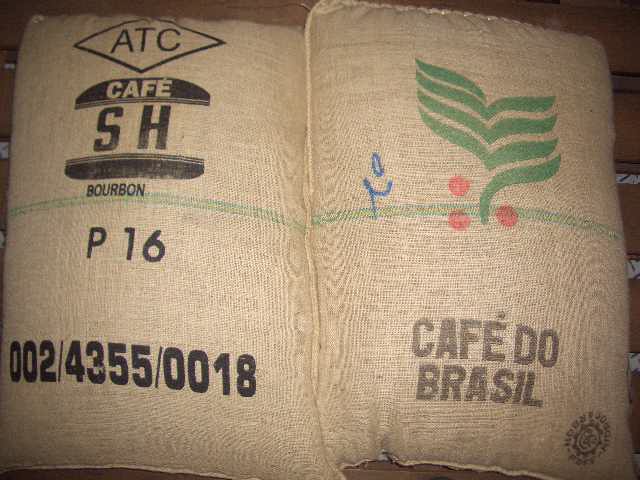 ATC
CAFÉ
SH
BOURBON
P 16
002/4355/0018
CAFÉ DO
BRASIL